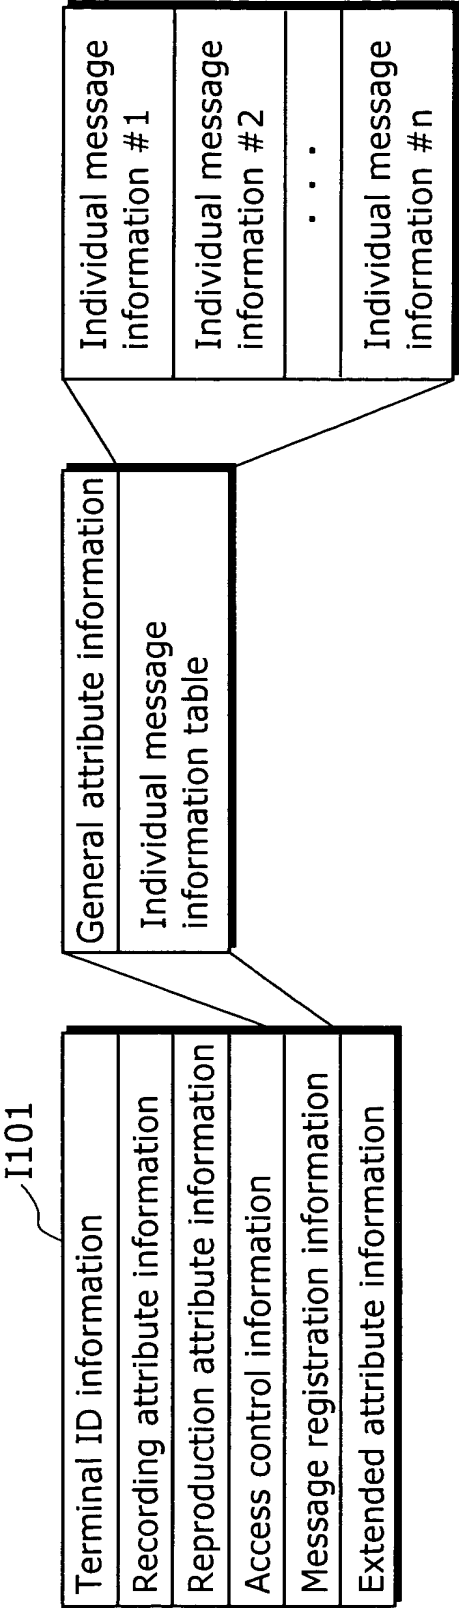 I101
Terminal ID information
Recording attribute information
Reproduction attribute information
Access control information
Message registration information
Extended attribute information
General attribute information
Individual message
information table
Individual message
information #1
Individual message
information #2
. . .
Individual message
information #n